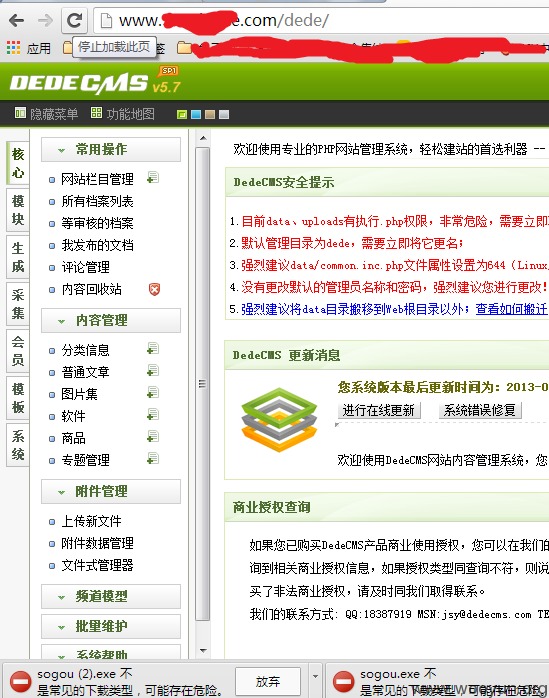 www.
e.com/dede/
停止加载此页
应用
签
DEDECMS v5.7 SP1
隐藏菜单 功能地图
核心
模块
生成
采集
会员
模板
系统
常用操作
网站栏目管理
所有档案列表
等审核的档案
我发布的文档
评论管理
内容回收站
内容管理
分类信息
普通文章
图片集
软件
商品
专题管理
附件管理
上传新文件
附件数据管理
文件式管理器
频道模型
批量维护
系统帮助
欢迎使用专业的PHP网站管理系统，轻松建站的首选利器 --
DedeCMS安全提示
1.目前data、uploads有执行.php权限，非常危险，需要立即
2.默认管理目录为dede，需要立即将它更名；
3.强烈建议data/common.inc.php文件属性设置为644（Linux
4.没有更改默认的管理员名称和密码，强烈建议您进行更改！
5.强烈建议将data目录搬移到Web根目录以外；查看如何搬迁
DedeCMS 更新消息
您系统版本最后更新时间为：2013-0
进行在线更新 系统错误修复
欢迎使用DedeCMS网站内容管理系统，您
商业授权查询
如果您已购买DedeCMS产品商业使用授权，您可以在我们的
询到相关商业授权信息，如果授权类型同查询不符，则说
买了非法商业授权，请及时同我们取得联系。
我们的联系方式: QQ:18387919 MSN:jsy@dedecms.com TE
sogou (2).exe 不
是常见的下载类型，可能存在危险。
放弃
sogou.exe 不
是常见的下载类型，可能存在危险